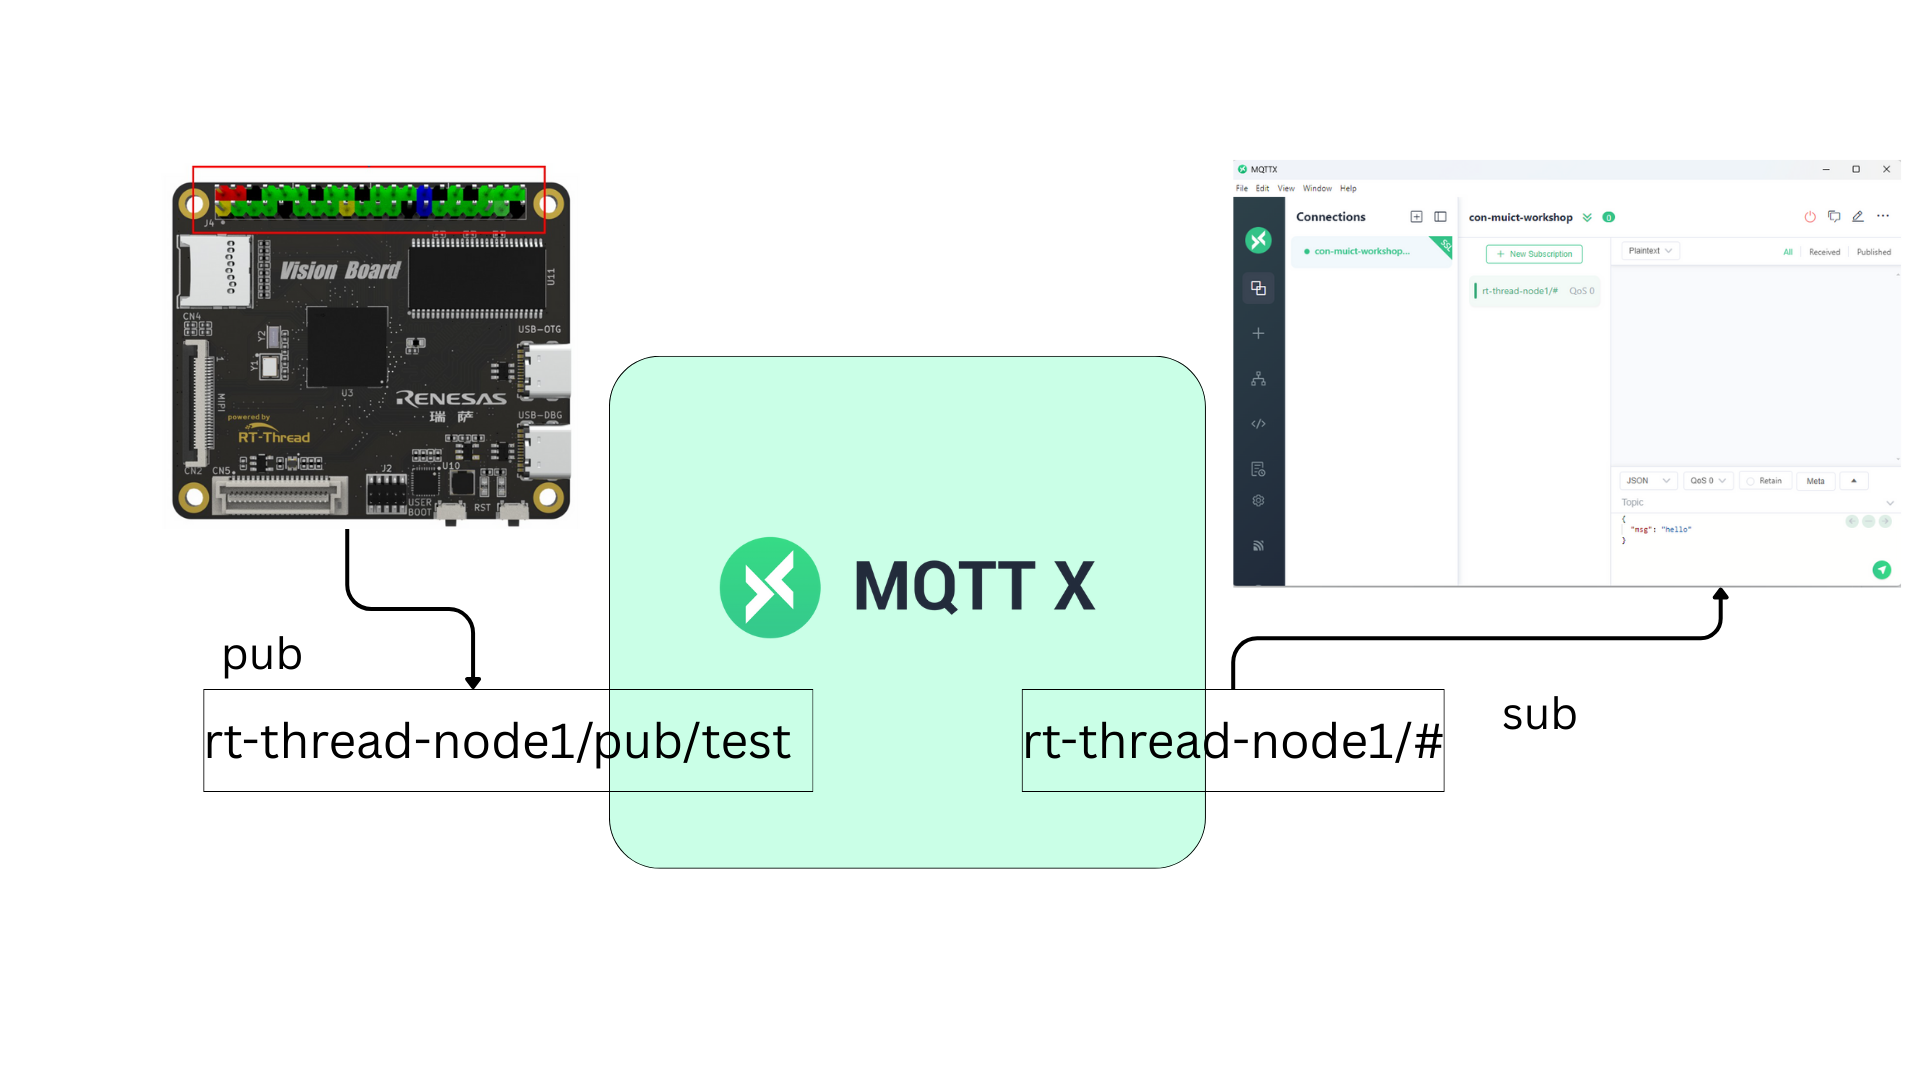 J4
Vision Board
U11
CN4
USB-OTG
Y2
Y1
1
MIPI
U3
RENESAS
瑞 萨
USB-DBG
powered by
RT-Thread
CN2
CN5
J2
U10
USER
BOOT
RST
pub
rt-thread-node1/pub/test
MQTT X
rt-thread-node1/#
sub
MQTTX
File Edit View Window Help
Connections
con-muict-workshop
0
con-muict-workshop...
SSL
+ New Subscription
rt-thread-node1/# QoS 0
Plaintext
All Received Published
JSON QoS 0 Retain Meta
Topic
{
"msg": "hello"
}